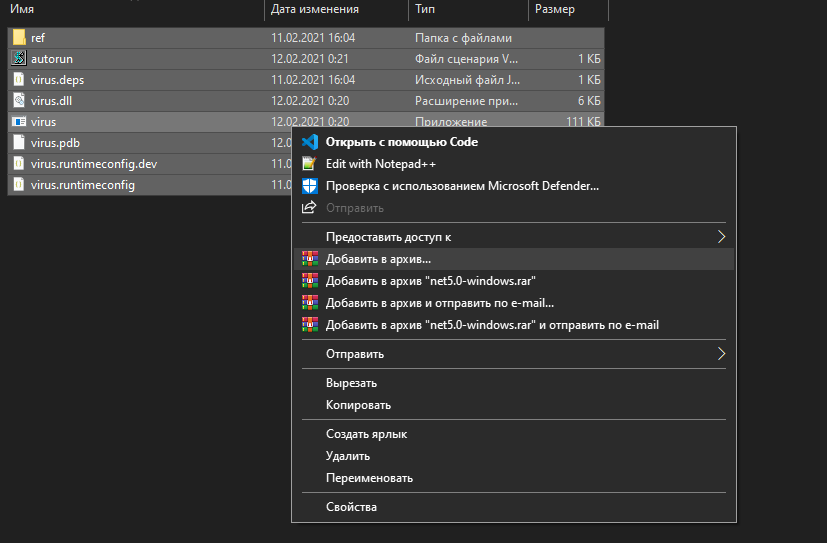 Имя Дата изменения Тип Размер
ref 11.02.2021 16:04 Папка с файлами
autorun 12.02.2021 0:21 Файл сценария V... 1 КБ
virus.deps 11.02.2021 16:04 Исходный файл J... 1 КБ
virus.dll 12.02.2021 0:20 Расширение при... 6 КБ
virus 12.02.2021 0:20 Приложение 111 КБ
virus.pdb 12.0
virus.runtimeconfig.dev 11.0
virus.runtimeconfig 11.0
Открыть с помощью Code
Edit with Notepad++
Проверка с использованием Microsoft Defender...
Отправить
Предоставить доступ к
Добавить в архив...
Добавить в архив "net5.0-windows.rar"
Добавить в архив и отправить по e-mail...
Добавить в архив "net5.0-windows.rar" и отправить по e-mail
Отправить
Вырезать
Копировать
Создать ярлык
Удалить
Переименовать
Свойства